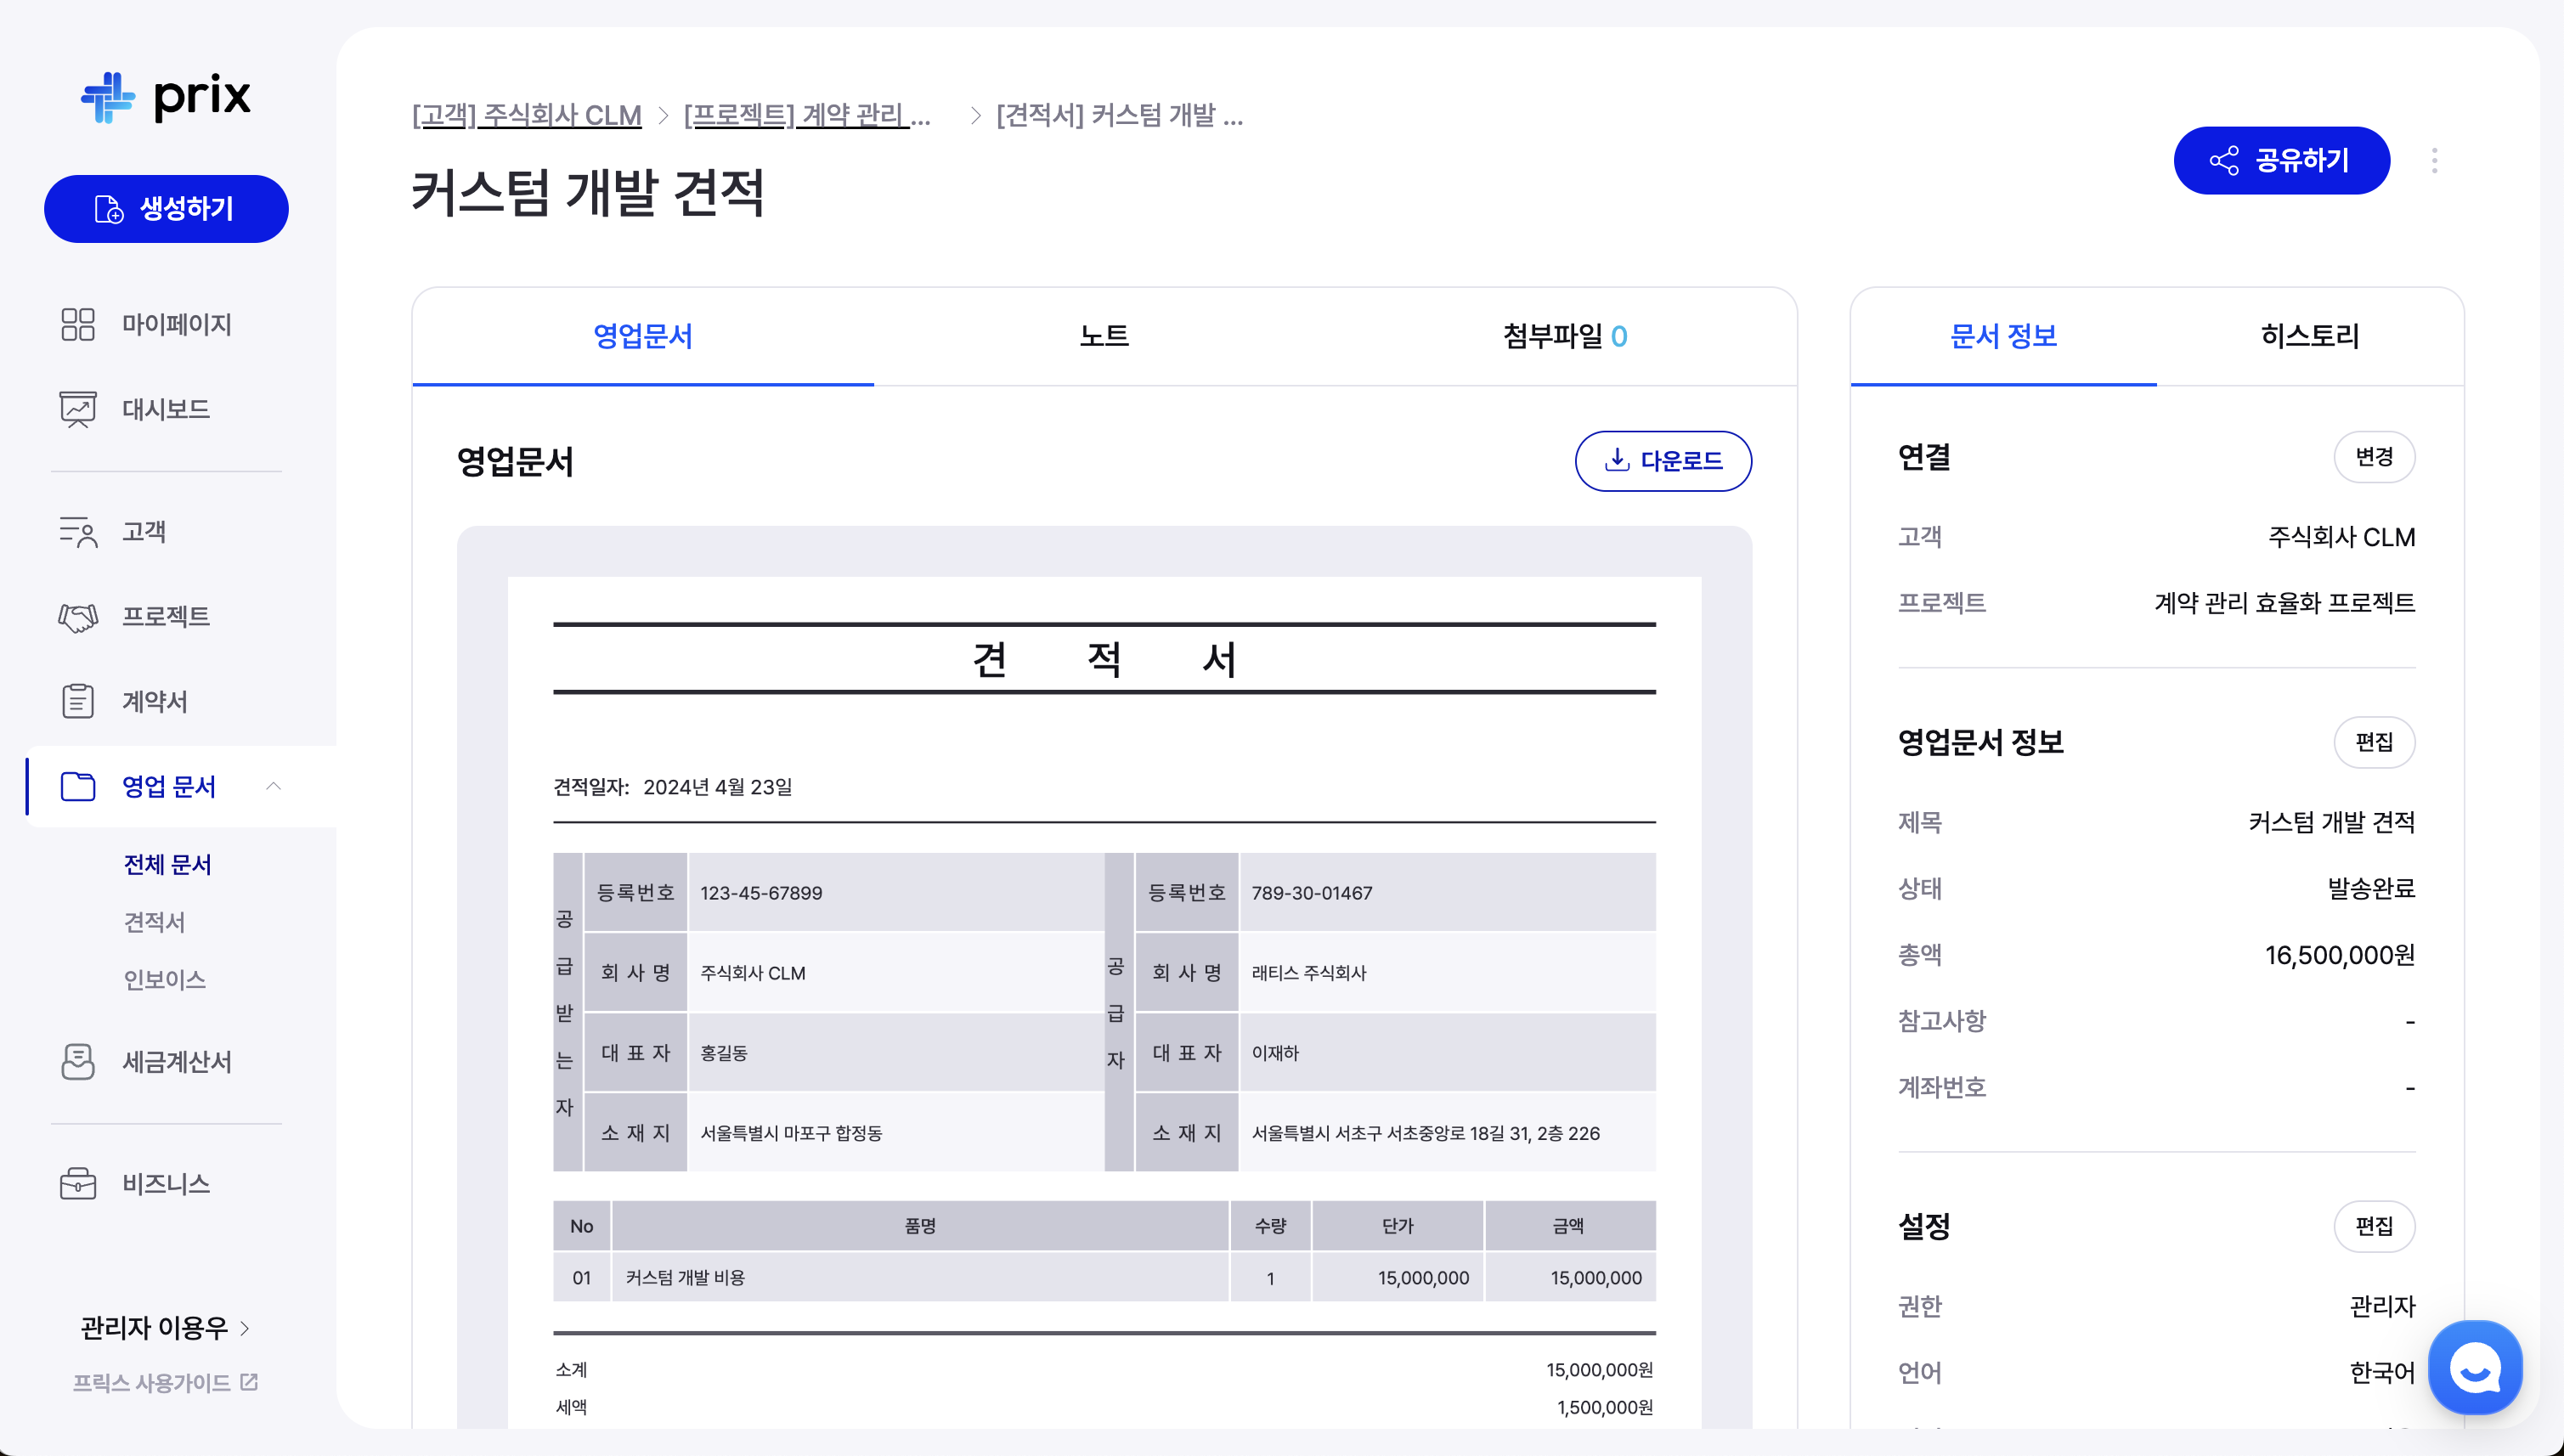 prix
생성하기
마이페이지
대시보드
고객
프로젝트
계약서
영업 문서
전체 문서
견적서
인보이스
세금계산서
비즈니스
관리자 이용우
프릭스 사용가이드
[고객] 주식회사 CLM > [프로젝트] 계약 관리 ... > [견적서] 커스텀 개발 ...
커스텀 개발 견적
공유하기
영업문서 노트 첨부파일 0
영업문서
다운로드
견 적 서
견적일자: 2024년 4월 23일
공급받는자
등록번호 123-45-67899
회 사 명 주식회사 CLM
대 표 자 홍길동
소 재 지 서울특별시 마포구 합정동
공급자
등록번호 789-30-01467
회 사 명 래티스 주식회사
대 표 자 이재하
소 재 지 서울특별시 서초구 서초중앙로 18길 31, 2층 226
No 품명 수량 단가 금액
01 커스텀 개발 비용 1 15,000,000 15,000,000
소계 15,000,000원
세액 1,500,000원
문서 정보 히스토리
연결 변경
고객 주식회사 CLM
프로젝트 계약 관리 효율화 프로젝트
영업문서 정보 편집
제목 커스텀 개발 견적
상태 발송완료
총액 16,500,000원
참고사항 -
계좌번호 -
설정 편집
권한 관리자
언어 한국어